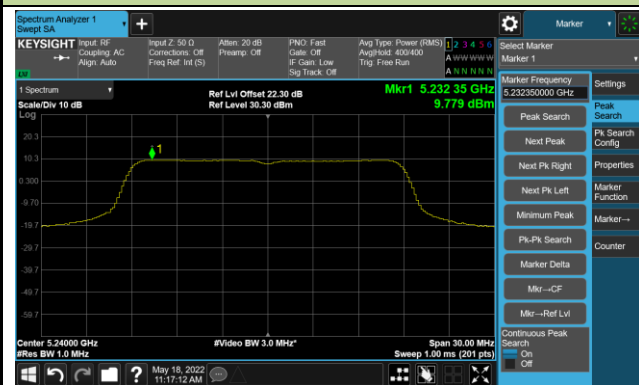 Spectrum Analyzer 1
Swept SA
Marker
KEYSIGHT
Input: RF
Coupling: AC
Align: Auto
Input Z: 50 Ω
Corrections: Off
Freq Ref: Int (S)
Atten: 20 dB
Preamp: Off
PNO: Fast
Gate: Off
IF Gain: Low
Sig Track: Off
Avg Type: Power (RMS)
Avg|Hold: 400/400
Trig: Free Run
1 2 3 4 5 6
A W W W W W
A N N N N N
LXI
1 Spectrum
Scale/Div 10 dB
Log
Ref Lvl Offset 22.30 dB
Ref Level 30.30 dBm
Mkr1 5.232 35 GHz
9.779 dBm
20.3
10.3
0.300
-9.70
-19.7
-29.7
-39.7
-49.7
-59.7
1
Center 5.24000 GHz
#Res BW 1.0 MHz
#Video BW 3.0 MHz*
Span 30.00 MHz
Sweep 1.00 ms (201 pts)
May 18, 2022
11:17:12 AM
Select Marker
Marker 1
Marker Frequency
5.232350000 GHz
Peak Search
Next Peak
Next Pk Right
Next Pk Left
Minimum Peak
Pk-Pk Search
Marker Delta
Mkr→CF
Mkr→Ref Lvl
Continuous Peak
Search
On
Off
Settings
Peak
Search
Pk Search
Config
Properties
Marker
Function
Marker→
Counter